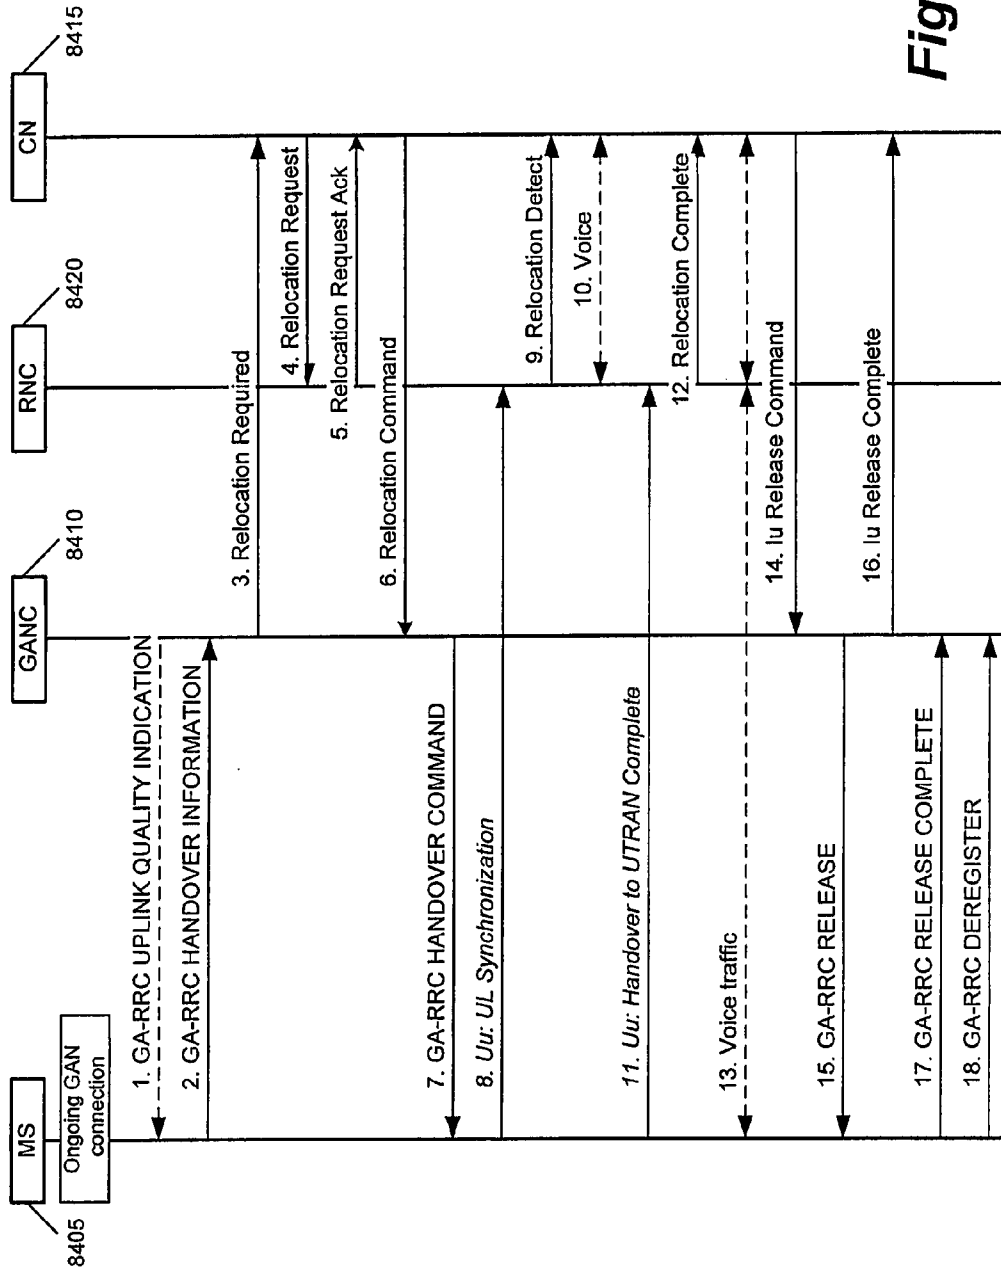 MS
GANC
RNC
CN
8405
8410
8420
8415
Ongoing GAN
connection
1. GA-RRC UPLINK QUALITY INDICATION
2. GA-RRC HANDOVER INFORMATION
3. Relocation Required
4. Relocation Request
5. Relocation Request Ack
6. Relocation Command
7. GA-RRC HANDOVER COMMAND
8. Uu: UL Synchronization
9. Relocation Detect
10. Voice
11. Uu: Handover to UTRAN Complete
12. Relocation Complete
13. Voice traffic
14. Iu Release Command
15. GA-RRC RELEASE
16. Iu Release Complete
17. GA-RRC RELEASE COMPLETE
18. GA-RRC DEREGISTER
Fig